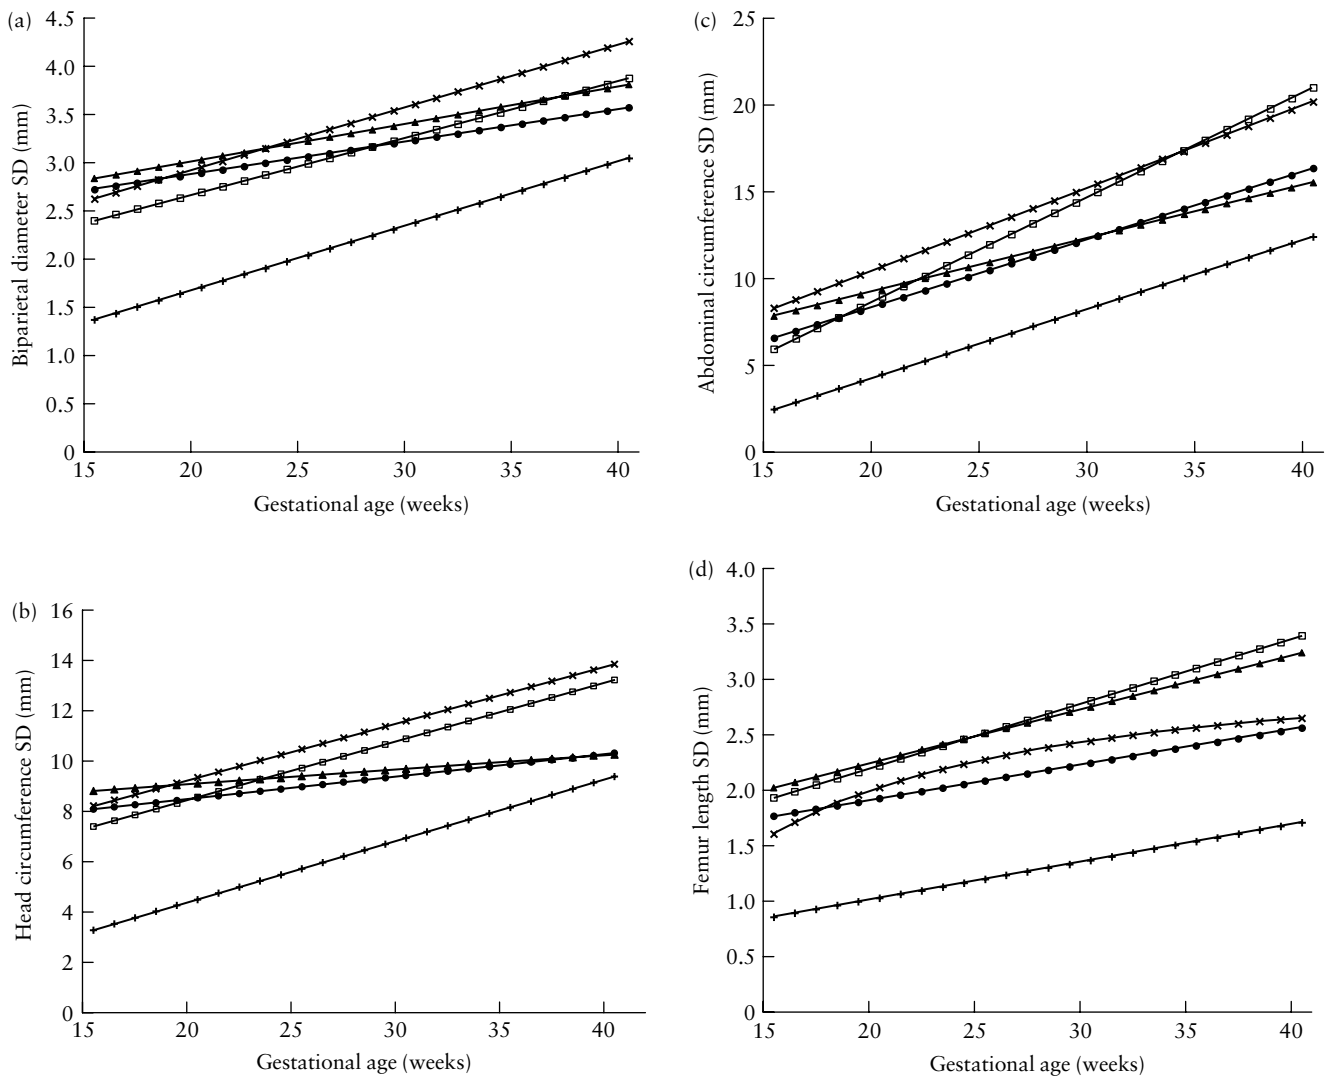 (a)
4.5
4.0
3.5
3.0
2.5
2.0
1.5
1.0
0.5
0
Biparietal diameter SD (mm)
15 20 25 30 35 40
Gestational age (weeks)
(c)
25
20
15
10
5
0
Abdominal circumference SD (mm)
15 20 25 30 35 40
Gestational age (weeks)
(b)
16
14
12
10
8
6
4
2
0
Head circumference SD (mm)
15 20 25 30 35 40
Gestational age (weeks)
(d)
4.0
3.5
3.0
2.5
2.0
1.5
1.0
0.5
0
Femur length SD (mm)
15 20 25 30 35 40
Gestational age (weeks)